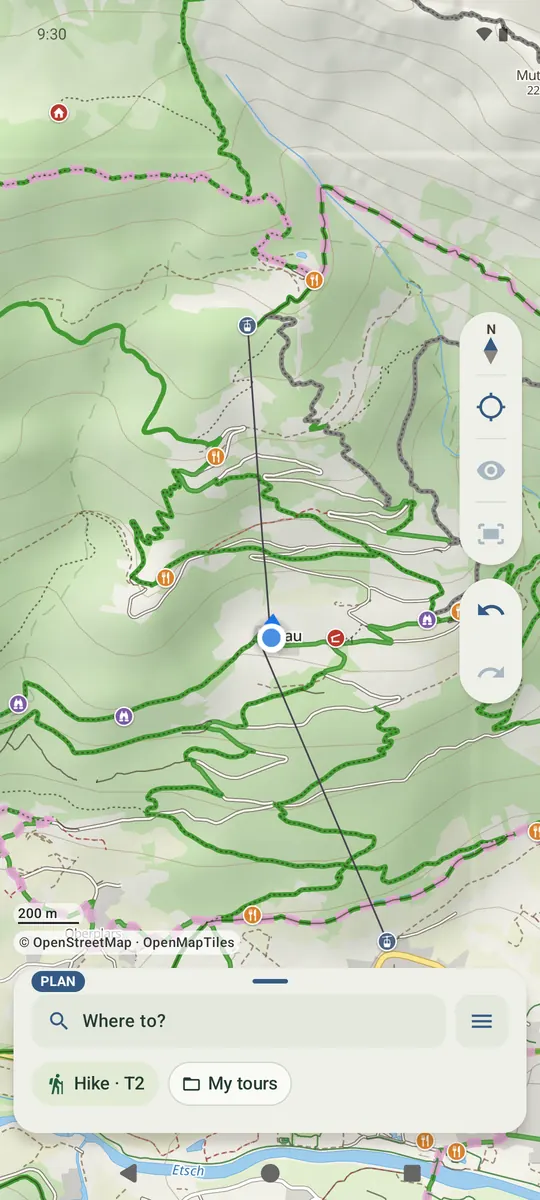 9:30
Mut
22
N
au
200 m
Oberplars
© OpenStreetMap · OpenMapTiles
PLAN
Where to?
Hike · T2
My tours
Etsch